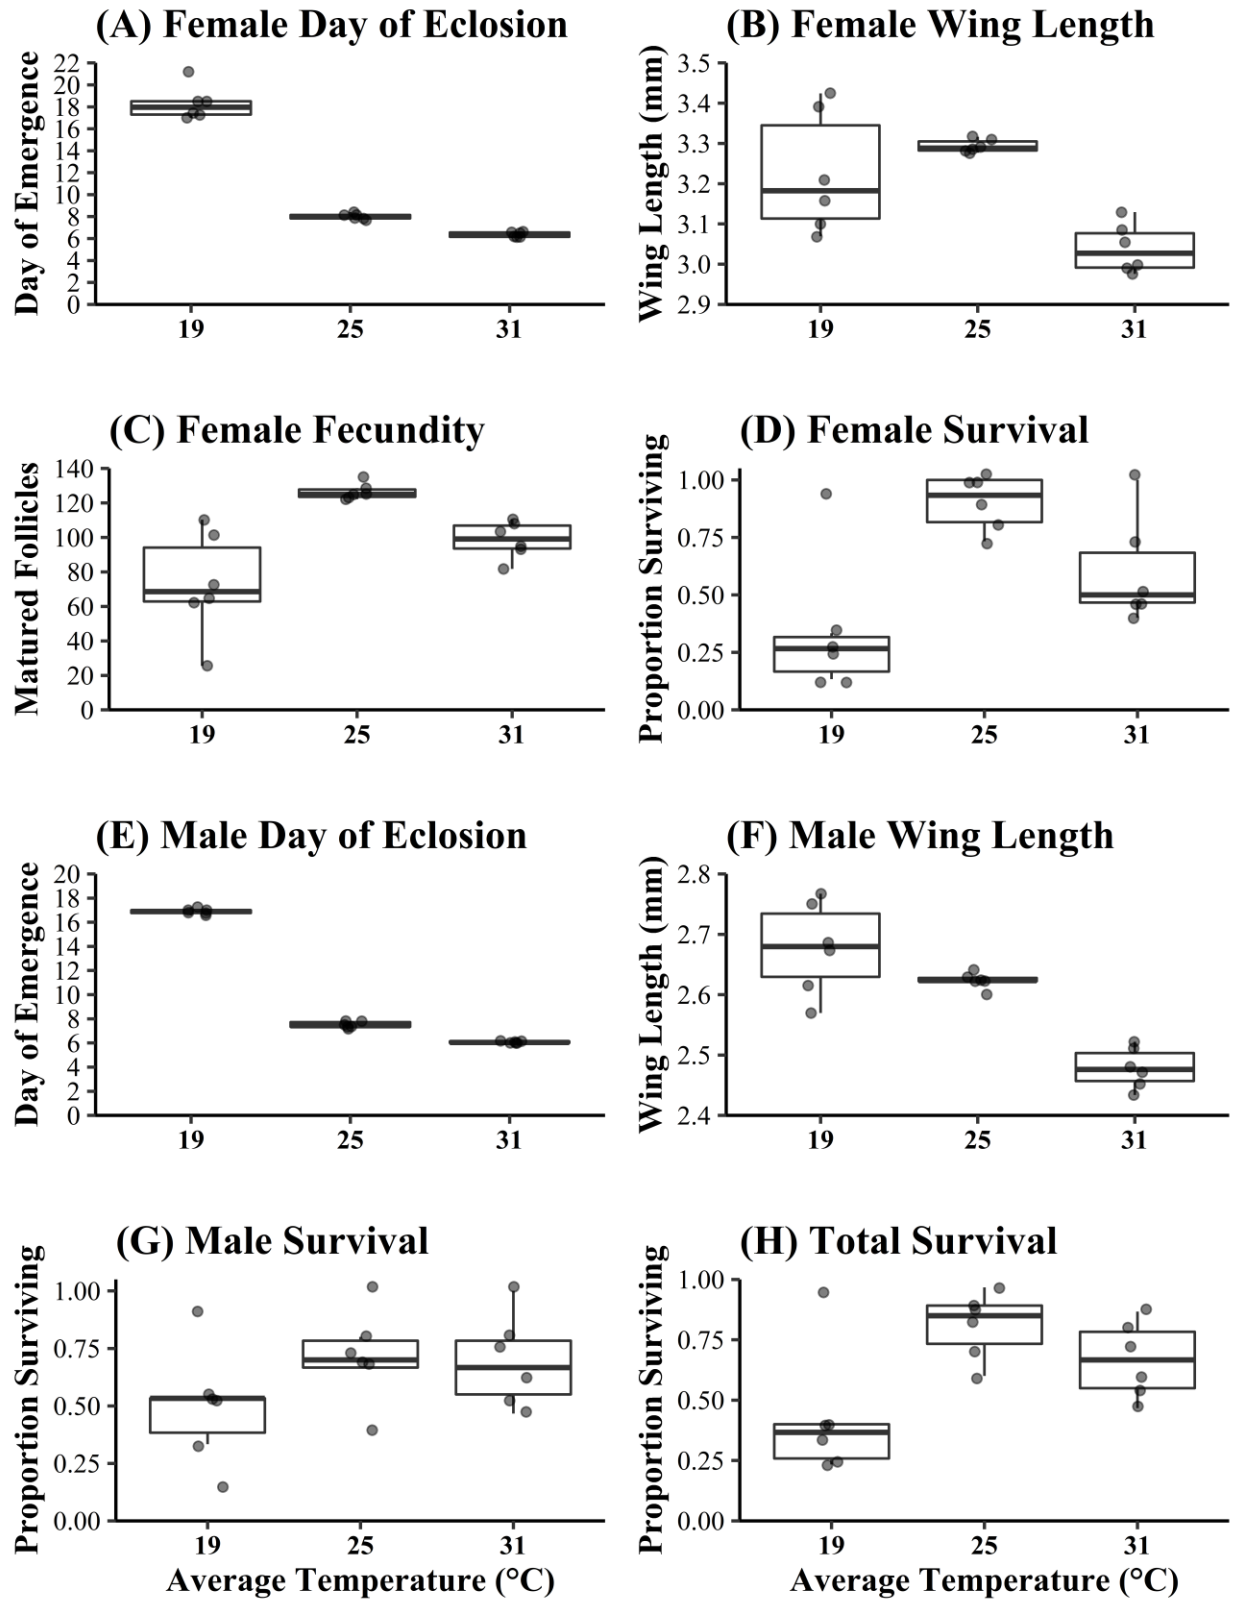 (A) Female Day of Eclosion
Day of Emergence
22
20
18
16
14
12
10
8
6
4
2
0
19 25 31
(B) Female Wing Length
Wing Length (mm)
3.5
3.4
3.3
3.2
3.1
3.0
2.9
19 25 31
(C) Female Fecundity
Matured Follicles
140
120
100
80
60
40
20
0
19 25 31
(D) Female Survival
Proportion Surviving
1.00
0.75
0.50
0.25
0.00
19 25 31
(E) Male Day of Eclosion
Day of Emergence
20
18
16
14
12
10
8
6
4
2
0
19 25 31
(F) Male Wing Length
Wing Length (mm)
2.8
2.7
2.6
2.5
2.4
19 25 31
(G) Male Survival
Proportion Surviving
1.00
0.75
0.50
0.25
0.00
19 25 31
Average Temperature (°C)
(H) Total Survival
Proportion Surviving
1.00
0.75
0.50
0.25
0.00
19 25 31
Average Temperature (°C)